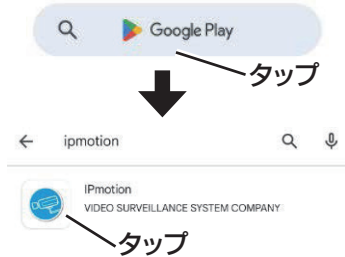 Google Play
タップ
ipmotion
IPmotion
VIDEO SURVEILLANCE SYSTEM COMPANY
タップ